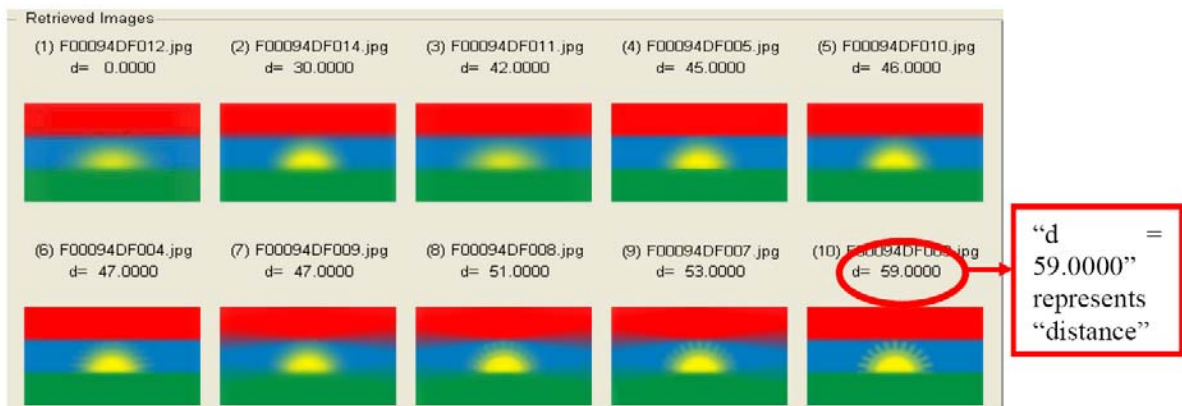 Retrieved Images
(1) F00094DF012.jpg (2) F00094DF014.jpg (3) F00094DF011.jpg (4) F00094DF005.jpg (5) F00094DF010.jpg
d= 0.0000 d= 30.0000 d= 42.0000 d= 45.0000 d= 46.0000
(6) F00094DF004.jpg (7) F00094DF009.jpg (8) F00094DF008.jpg (9) F00094DF007.jpg (10)
d= 47.0000 d= 47.0000 d= 51.0000 d= 53.0000 d= 59.0000
“d =
59.0000”
represents
“distance”